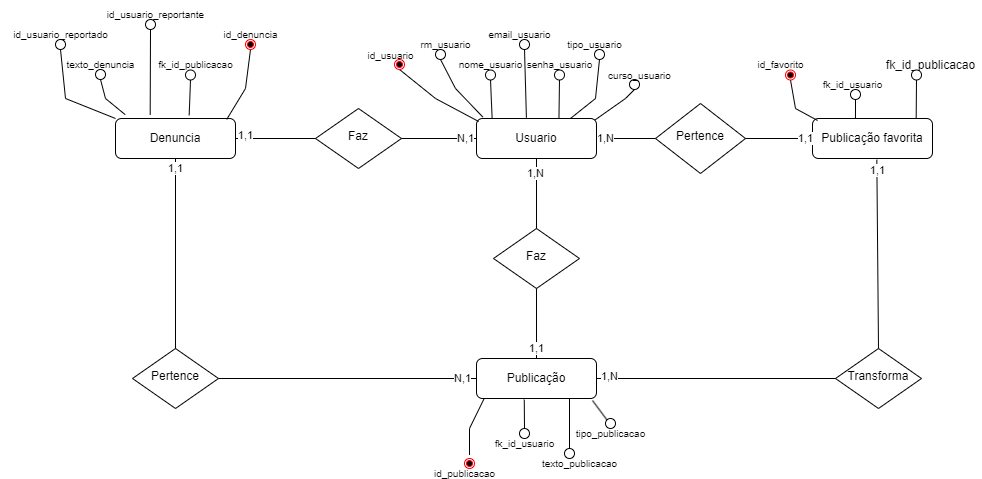 id_usuario_reportante
id_usuario_reportado
id_denuncia
texto_denuncia
fk_id_publicacao
email_usuario
rm_usuario
tipo_usuario
id_usuario
nome_usuario
senha_usuario
curso_usuario
id_favorito
fk_id_publicacao
fk_id_usuario
Denuncia
1,1
Faz
N,1
Usuario
1,N
Pertence
1,1
Publicação favorita
1,1
1,N
1,1
Faz
1,1
Pertence
N,1
Publicação
1,N
Transforma
tipo_publicacao
fk_id_usuario
texto_publicacao
id_publicacao